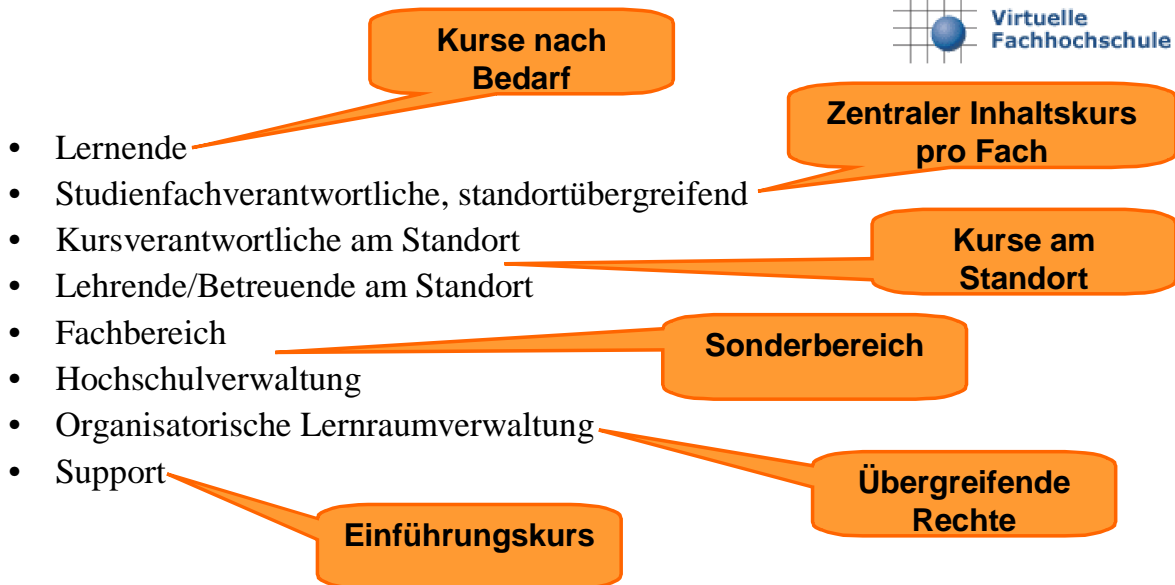 Virtuelle
Fachhochschule
Kurse nach
Bedarf
Zentraler Inhaltskurs
pro Fach
• Lernende
• Studienfachverantwortliche, standortübergreifend
• Kursverantwortliche am Standort
Kurse am
Standort
• Lehrende/Betreuende am Standort
• Fachbereich
Sonderbereich
• Hochschulverwaltung
• Organisatorische Lernraumverwaltung
• Support
Übergreifende
Rechte
Einführungskurs